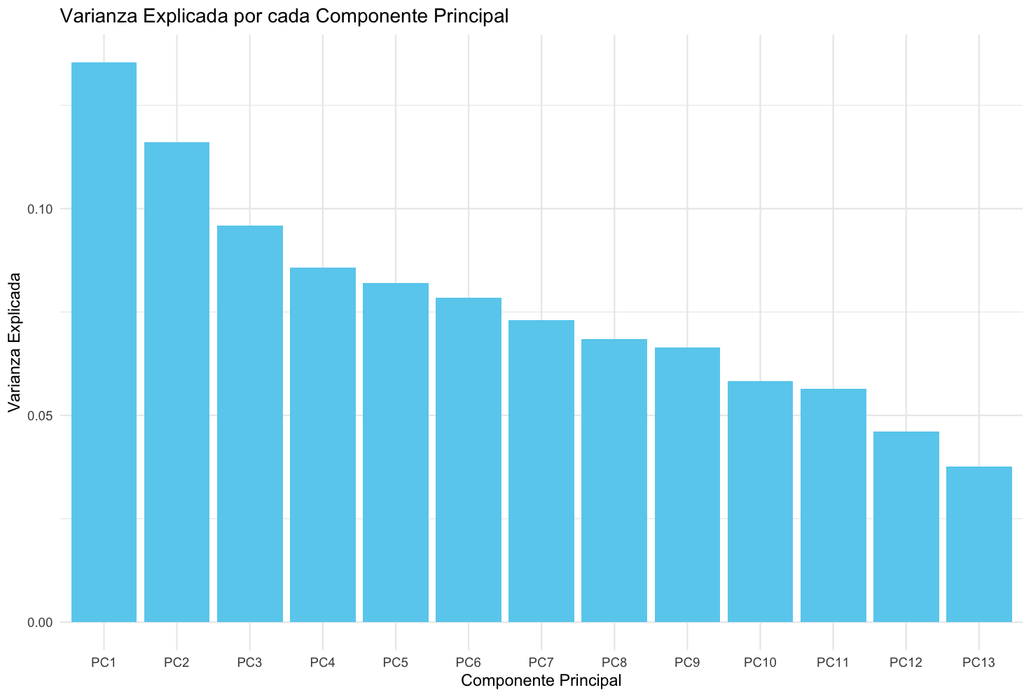 Varianza Explicada por cada Componente Principal
Varianza Explicada
0.10
0.05
0.00
PC1 PC2 PC3 PC4 PC5 PC6 PC7 PC8 PC9 PC10 PC11 PC12 PC13
Componente Principal